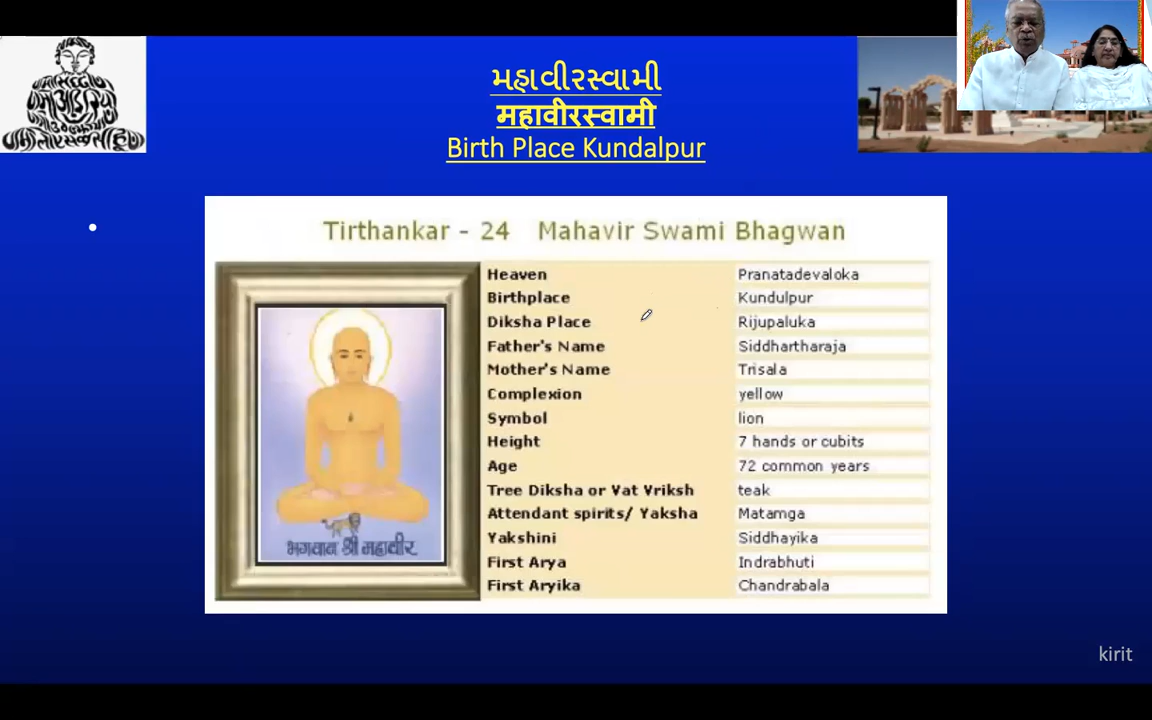 મહાવીરસ્વામી
महावीरस्वामी
Birth Place Kundalpur
Tirthankar - 24 Mahavir Swami Bhagwan
Heaven Pranatadevaloka
Birthplace Kundulpur
Diksha Place Rijupaluka
Father's Name Siddhartharaja
Mother's Name Trisala
Complexion yellow
Symbol lion
Height 7 hands or cubits
Age 72 common years
Tree Diksha or Vat Vriksh teak
Attendant spirits/ Yaksha Matamga
Yakshini Siddhayika
First Arya Indrabhuti
First Aryika Chandrabala
भगवान श्री महावीर
kirit